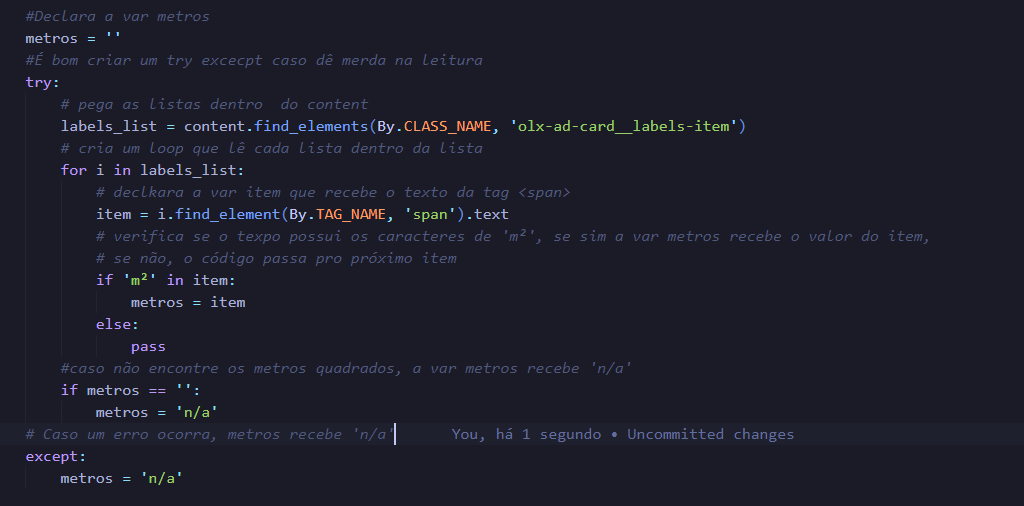 #Declara a var metros
metros = ''
#É bom criar um try excecpt caso dê merda na leitura
try:
# pega as listas dentro  do content
labels_list = content.find_elements(By.CLASS_NAME, 'olx-ad-card__labels-item')
# cria um loop que lê cada lista dentro da lista
for i in labels_list:
# declkara a var item que recebe o texto da tag <span>
item = i.find_element(By.TAG_NAME, 'span').text
# verifica se o texpo possui os caracteres de 'm²', se sim a var metros recebe o valor do item,
# se não, o código passa pro próximo item
if 'm²' in item:
metros = item
else:
pass
#caso não encontre os metros quadrados, a var metros recebe 'n/a'
if metros == '':
metros = 'n/a'
# Caso um erro ocorra, metros recebe 'n/a' You, há 1 segundo • Uncommitted changes
except:
metros = 'n/a'